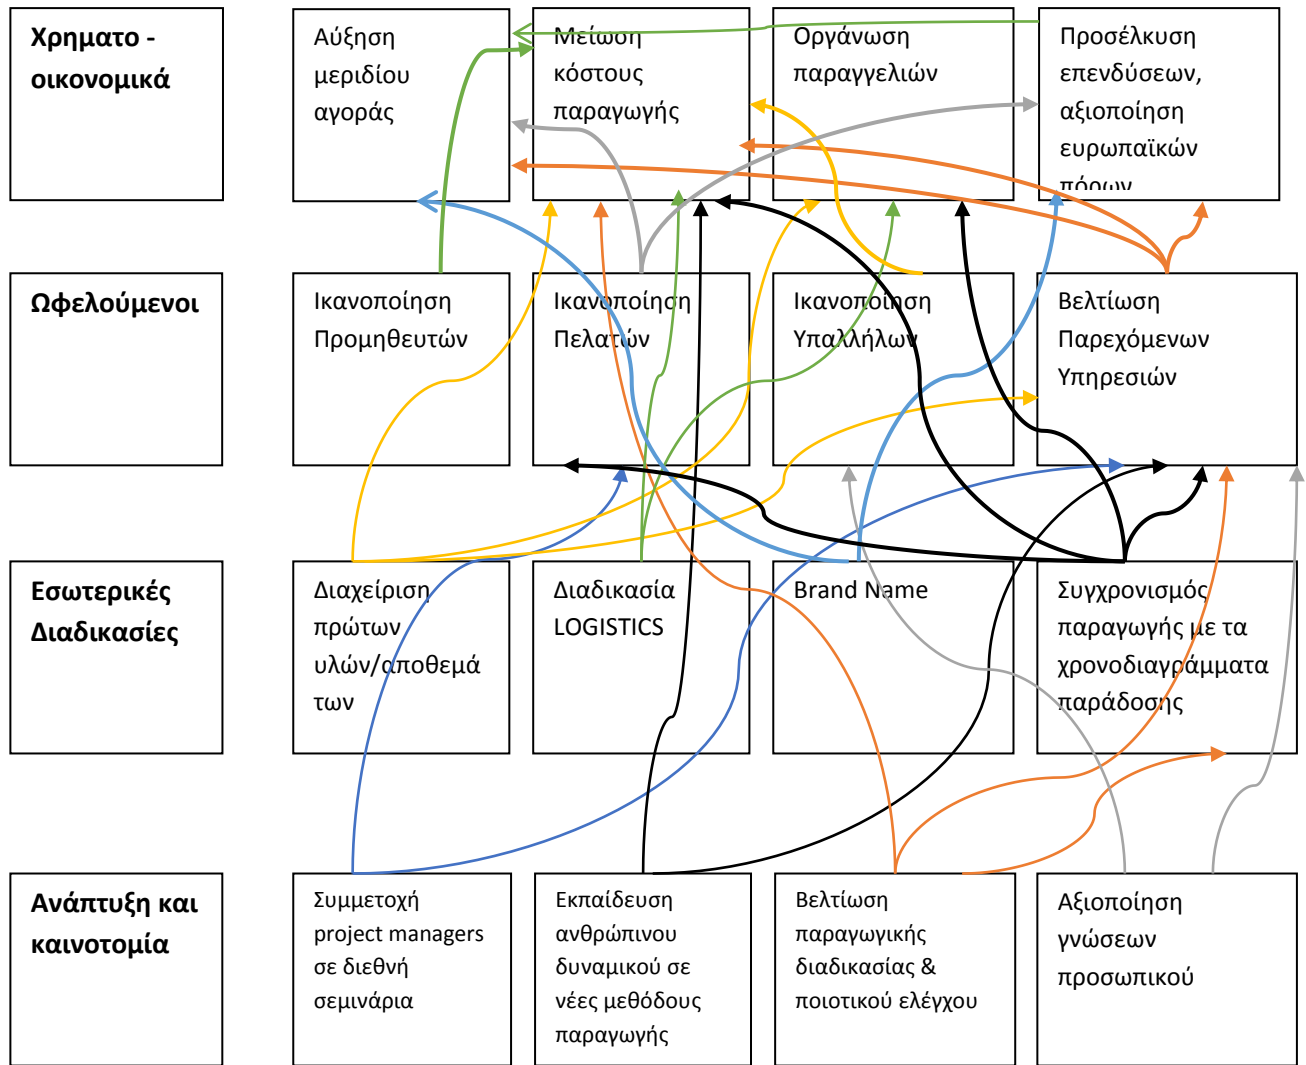 Χρηματο -
οικονομικά
Αύξηση
μεριδίου
αγοράς
Μείωση
κόστους
παραγωγής
Οργάνωση
παραγγελιών
Προσέλκυση
επενδύσεων,
αξιοποίηση
ευρωπαϊκών
πόρων
Ωφελούμενοι
Ικανοποίηση
Προμηθευτών
Ικανοποίηση
Πελατών
Ικανοποίηση
Υπαλλήλων
Βελτίωση
Παρεχόμενων
Υπηρεσιών
Εσωτερικές
Διαδικασίες
Διαχείριση
πρώτων
υλών/αποθεμά
των
Διαδικασία
LOGISTICS
Brand Name
Συγχρονισμός
παραγωγής με τα
χρονοδιαγράμματα
παράδοσης
Ανάπτυξη και
καινοτομία
Συμμετοχή
project managers
σε διεθνή
σεμινάρια
Εκπαίδευση
ανθρώπινου
δυναμικού σε
νέες μεθόδους
παραγωγής
Βελτίωση
παραγωγικής
διαδικασίας &
ποιοτικού ελέγχου
Αξιοποίηση
γνώσεων
προσωπικού